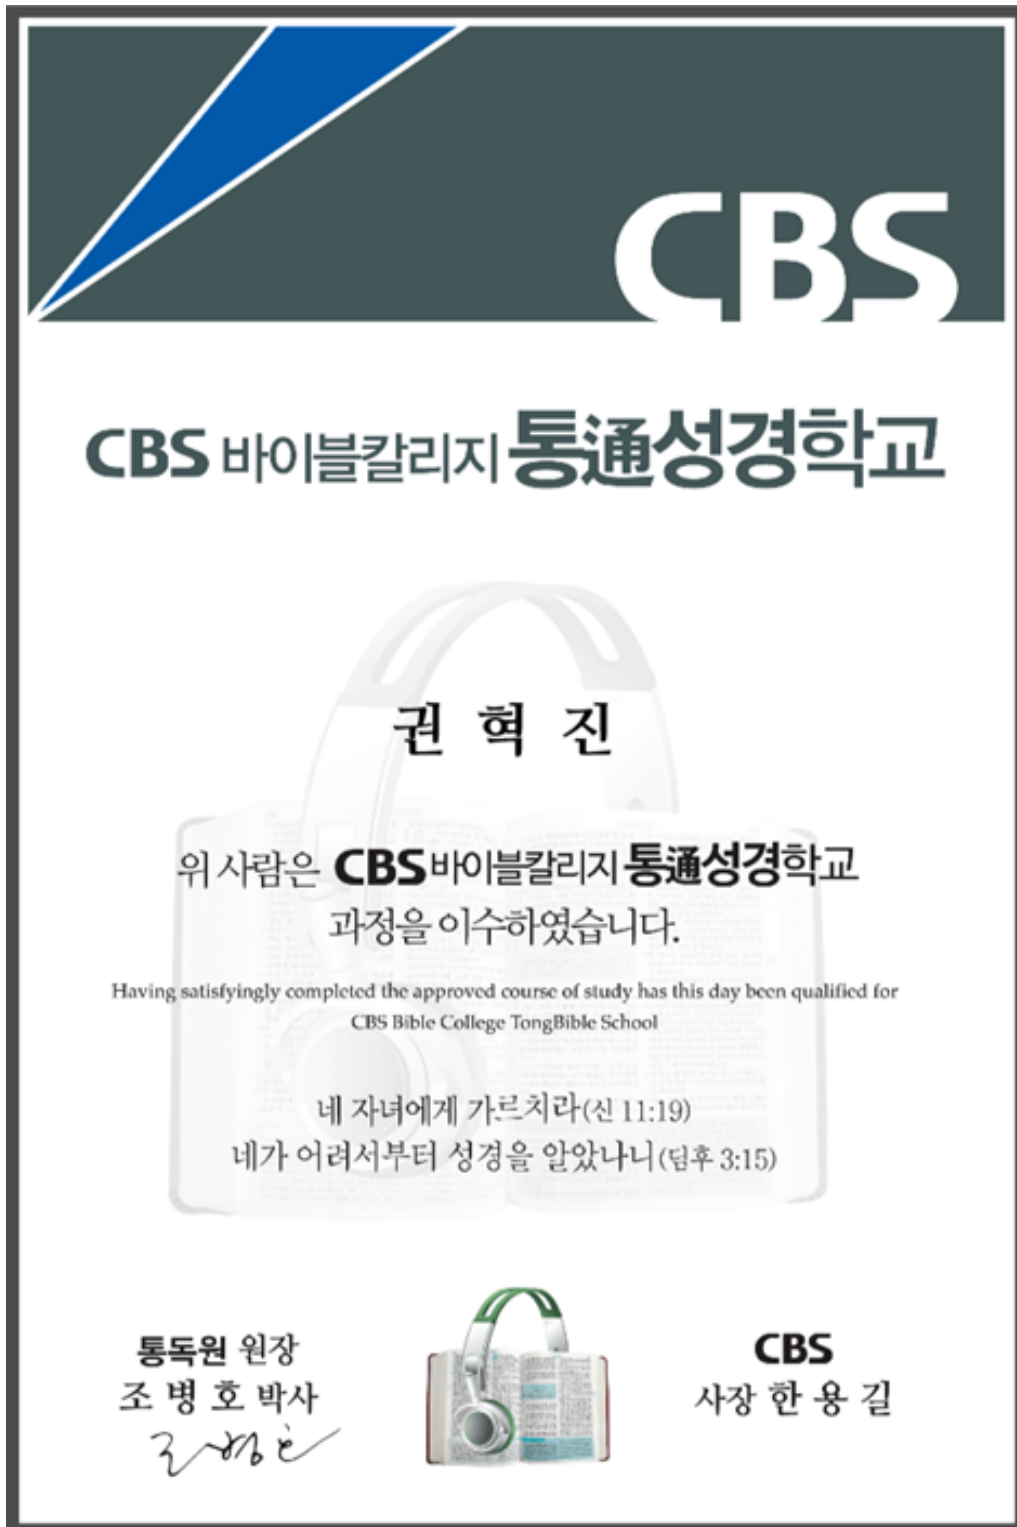 CBS
CBS 바이블칼리지 통通성경학교
권 혁 진
위 사람은 CBS 바이블칼리지 통通성경학교
과정을 이수하였습니다.
Having satisfyingly completed the approved course of study has this day been qualified for
CBS Bible College TongBible School
네 자녀에게 가르치라(신 11:19)
네가 어려서부터 성경을 알았나니(딤후 3:15)
통독원 원장
조 병 호 박사
조병호
CBS
사장 한 용 길